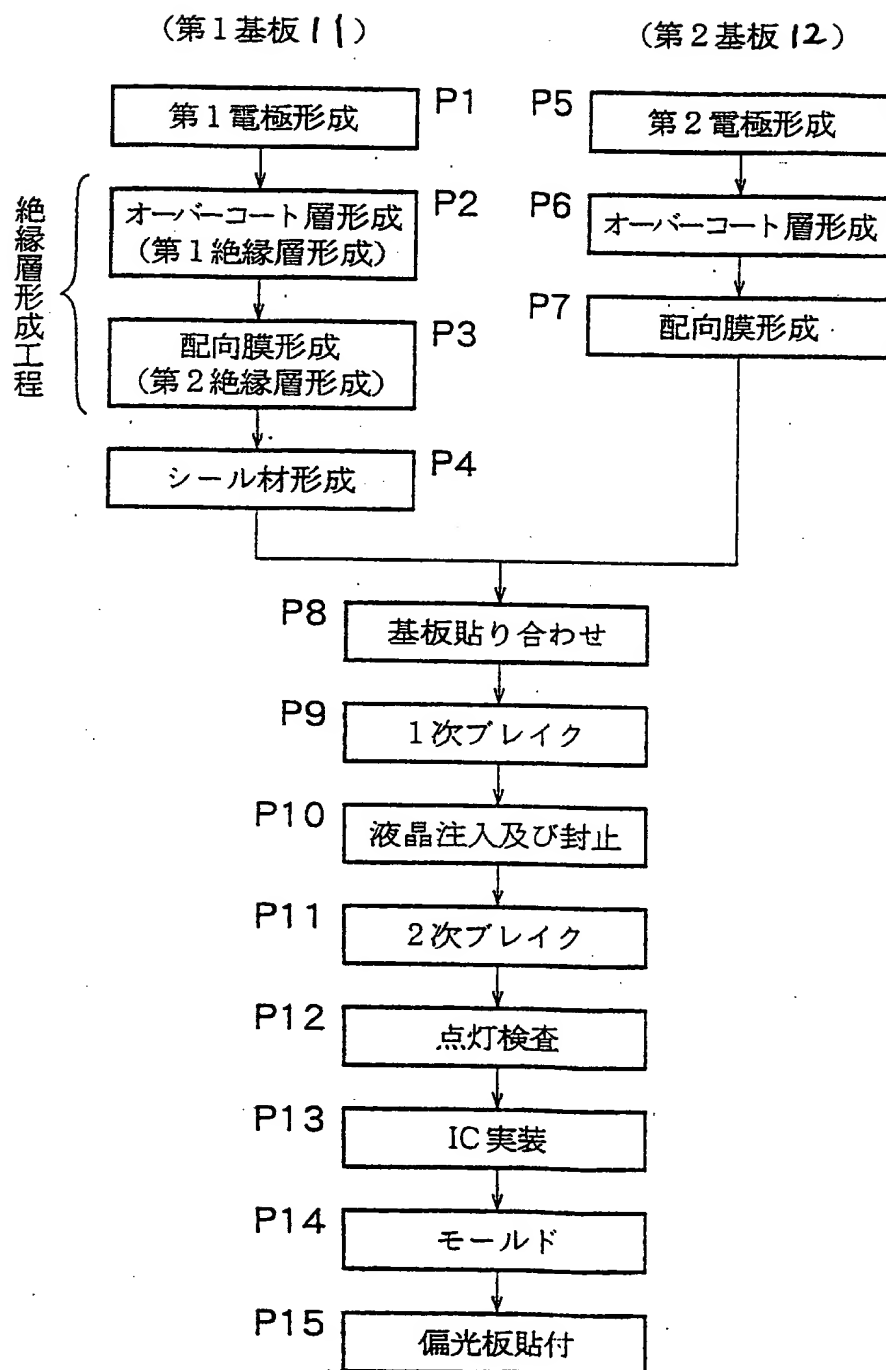 (第1基板11)
(第2基板12)
第1電極形成
P1
P5
第2電極形成
絶縁層形成工程
オーバーコート層形成
(第1絶縁層形成)
P2
P6
オーバーコート層形成
配向膜形成
(第2絶縁層形成)
P3
P7
配向膜形成
シール材形成
P4
P8
基板貼り合わせ
P9
1次ブレイク
P10
液晶注入及び封止
P11
2次ブレイク
P12
点灯検査
P13
IC実装
P14
モールド
P15
偏光板貼付